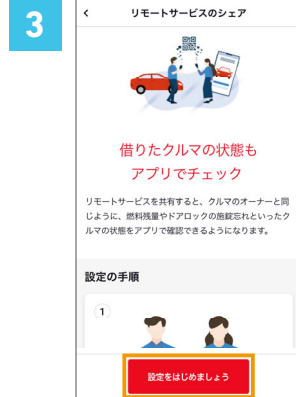 3
リモートサービスのシェア
借りたクルマの状態も
アプリでチェック
リモートサービスを共有すると、クルマのオーナーと同
じように、燃料残量やドアロックの施錠忘れといったク
ルマの状態をアプリで確認できるようになります。
設定の手順
1
設定をはじめましょう